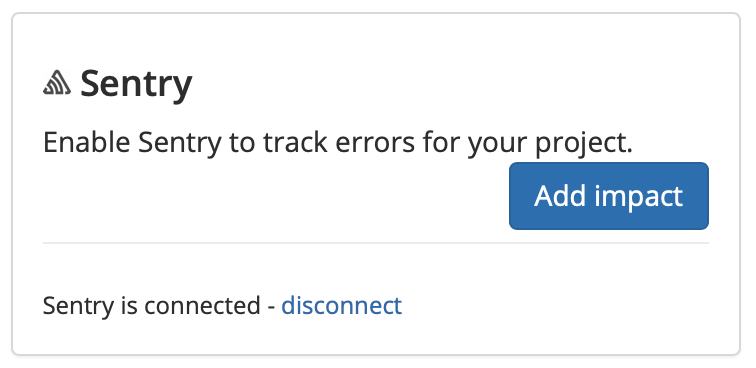 Sentry
Enable Sentry to track errors for your project.
Add impact
Sentry is connected - disconnect